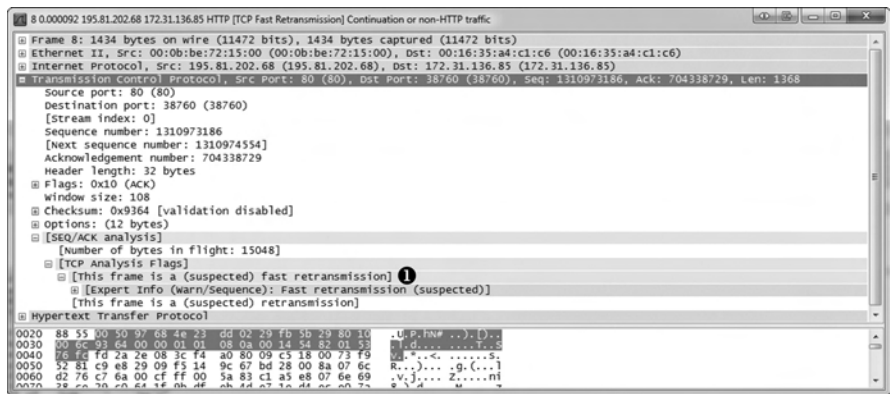 8 0.000092 195.81.202.68 172.31.136.85 HTTP [TCP Fast Retransmission] Continuation or non-HTTP traffic
Frame 8: 1434 bytes on wire (11472 bits), 1434 bytes captured (11472 bits)
Ethernet II, Src: 00:0b:be:72:15:00 (00:0b:be:72:15:00), Dst: 00:16:35:a4:c1:c6 (00:16:35:a4:c1:c6)
Internet Protocol, Src: 195.81.202.68 (195.81.202.68), Dst: 172.31.136.85 (172.31.136.85)
Transmission Control Protocol, Src Port: 80 (80), Dst Port: 38760 (38760), Seq: 1310973186, Ack: 704338729, Len: 1368
Source port: 80 (80)
Destination port: 38760 (38760)
[Stream index: 0]
Sequence number: 1310973186
[Next sequence number: 1310974554]
Acknowledgement number: 704338729
Header length: 32 bytes
Flags: 0x10 (ACK)
Window size: 108
Checksum: 0x9364 [validation disabled]
Options: (12 bytes)
[SEQ/ACK analysis]
[Number of bytes in flight: 15048]
[TCP Analysis Flags]
[This frame is a (suspected) fast retransmission] 1
[Expert Info (Warn/Sequence): Fast retransmission (suspected)]
[This frame is a (suspected) retransmission]
Hypertext Transfer Protocol
0020 88 55 00 50 97 68 4e 23 dd 02 29 fb 5b 29 80 10 .U.P.hN# ..).[)..
0030 00 6c 93 64 00 00 01 01 08 0a 00 14 54 82 01 53 .l.d.... ....T..S
0040 76 fc fd 2a 2e 08 3c f4 a0 80 09 c5 18 00 73 f9 v..*..<. ......s.
0050 52 81 c9 e8 29 09 f5 14 9c 67 bd 28 00 8a 07 6c R...)... .g.(...l
0060 d2 76 c7 6a 00 cf ff 00 5a 83 c1 a5 e8 07 6e 69 .v.j.... Z.....ni